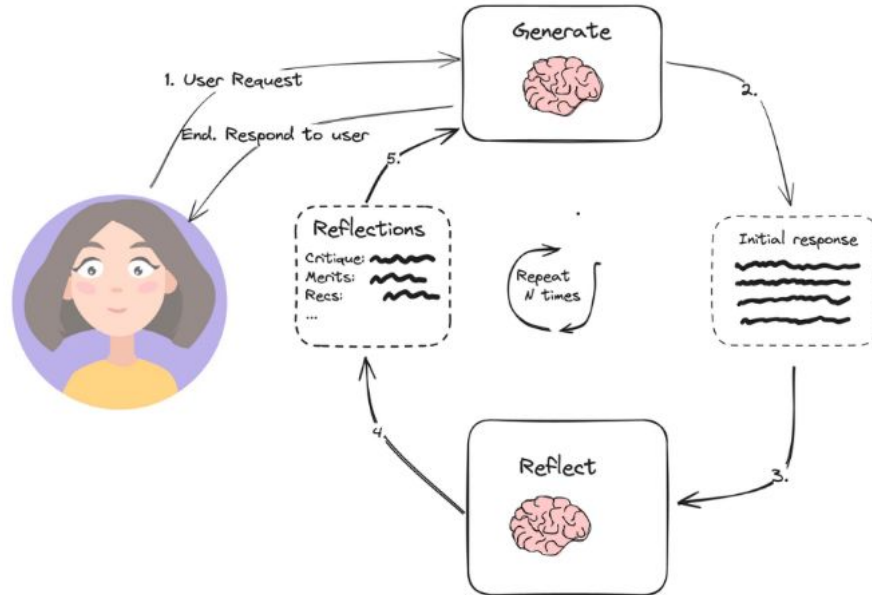 Generate
1. User Request
2.
End. Respond to user
5.
Reflections
Critique:
Merits:
Recs:
...
Repeat
N times
Initial response
4.
Reflect
3.